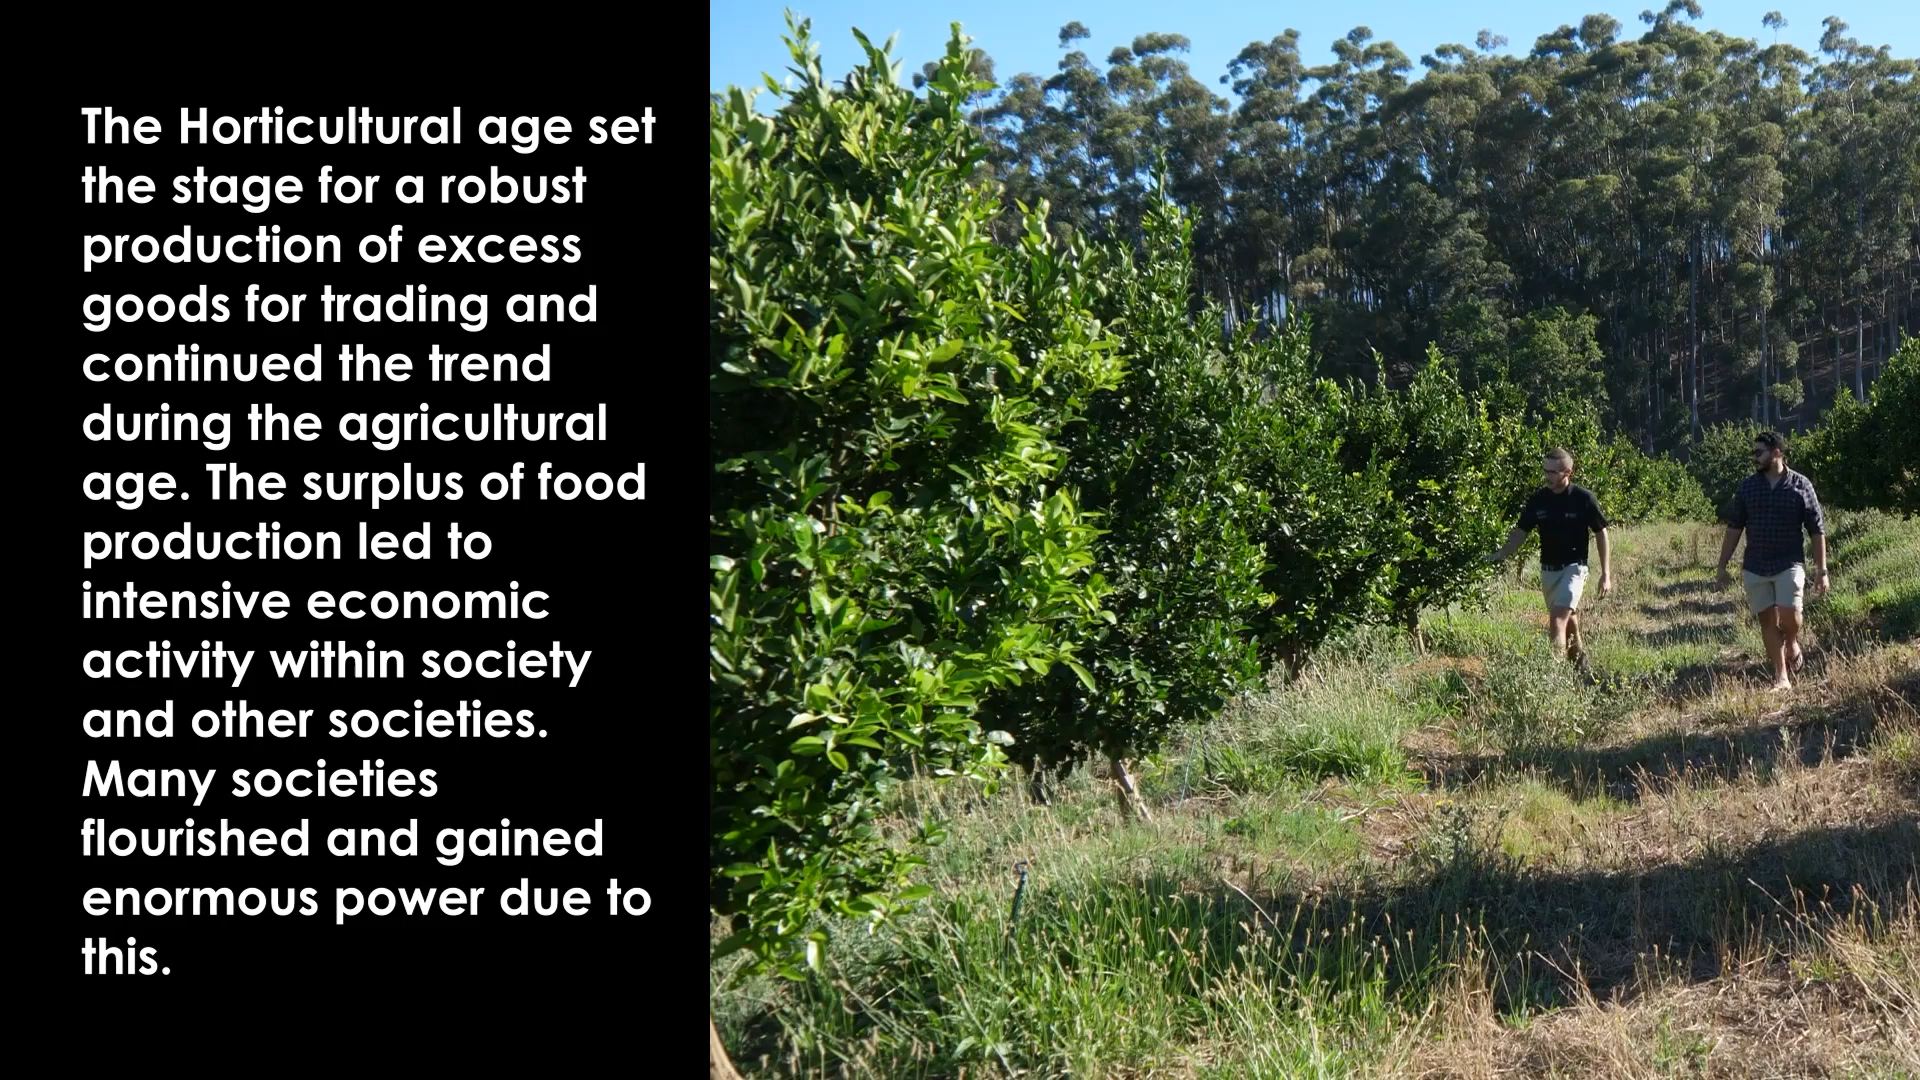 The Horticultural age set
the stage for a robust
production of excess
goods for trading and
continued the trend
during the agricultural
age. The surplus of food
production led to
intensive economic
activity within society
and other societies.
Many societies
flourished and gained
enormous power due to
this.